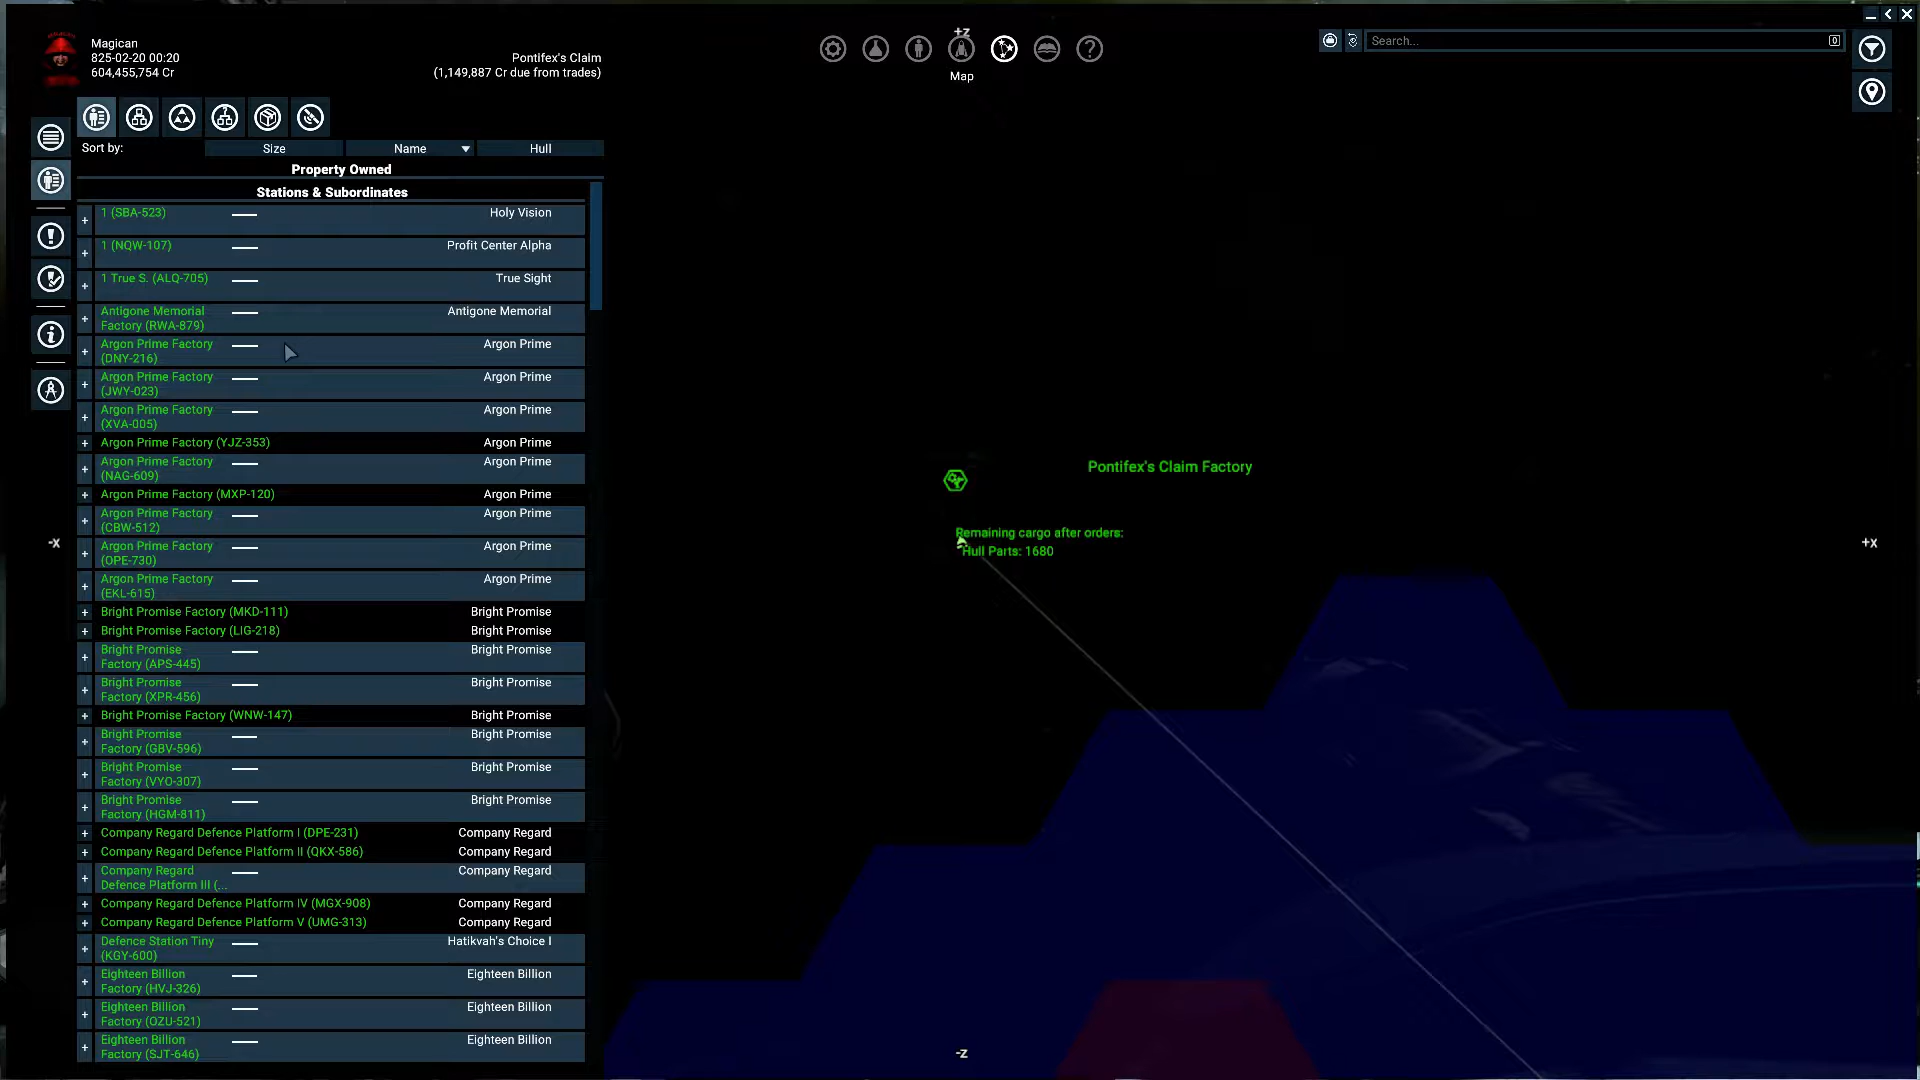 Magican
825-02-20 00:20
604,455,754 Cr
Pontifex's Claim
(1,149,887 Cr due from trades)
+Z
Map
Search...
0
Sort by:
Size
Name
Hull
Property Owned
Stations & Subordinates
1 (SBA-523) Holy Vision
1 (NQW-107) Profit Center Alpha
1 True S. (ALQ-705) True Sight
Antigone Memorial Antigone Memorial
Factory (RWA-879)
Argon Prime Factory Argon Prime
(DNY-216)
Argon Prime Factory Argon Prime
(JWY-023)
Argon Prime Factory Argon Prime
(XVA-005)
Argon Prime Factory (YJZ-353) Argon Prime
Argon Prime Factory Argon Prime
(NAG-609)
Argon Prime Factory (MXP-120) Argon Prime
Argon Prime Factory Argon Prime
(CBW-512)
Argon Prime Factory Argon Prime
(OPE-730)
Argon Prime Factory Argon Prime
(EKL-615)
Bright Promise Factory (MKD-111) Bright Promise
Bright Promise Factory (LIG-218) Bright Promise
Bright Promise Bright Promise
Factory (APS-445)
Bright Promise Bright Promise
Factory (XPR-456)
Bright Promise Factory (WNW-147) Bright Promise
Bright Promise Bright Promise
Factory (GBV-596)
Bright Promise Bright Promise
Factory (VYO-307)
Bright Promise Bright Promise
Factory (HGM-811)
Company Regard Defence Platform I (DPE-231) Company Regard
Company Regard Defence Platform II (QKX-586) Company Regard
Company Regard Company Regard
Defence Platform III (...
Company Regard Defence Platform IV (MGX-908) Company Regard
Company Regard Defence Platform V (UMG-313) Company Regard
Defence Station Tiny Hatikvah's Choice I
(KGY-600)
Eighteen Billion Eighteen Billion
Factory (HVJ-326)
Eighteen Billion Eighteen Billion
Factory (OZU-521)
Eighteen Billion Eighteen Billion
Factory (SJT-646)
Pontifex's Claim Factory
Remaining cargo after orders:
Hull Parts: 1680
-X
+X
-Z